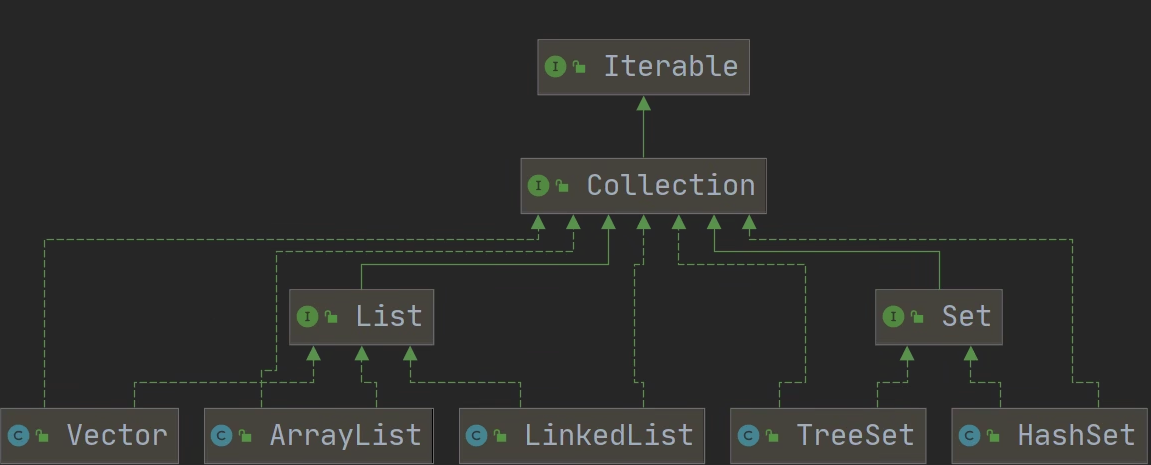 I Iterable
I Collection
I List
I Set
C Vector
C ArrayList
C LinkedList
C TreeSet
C HashSet